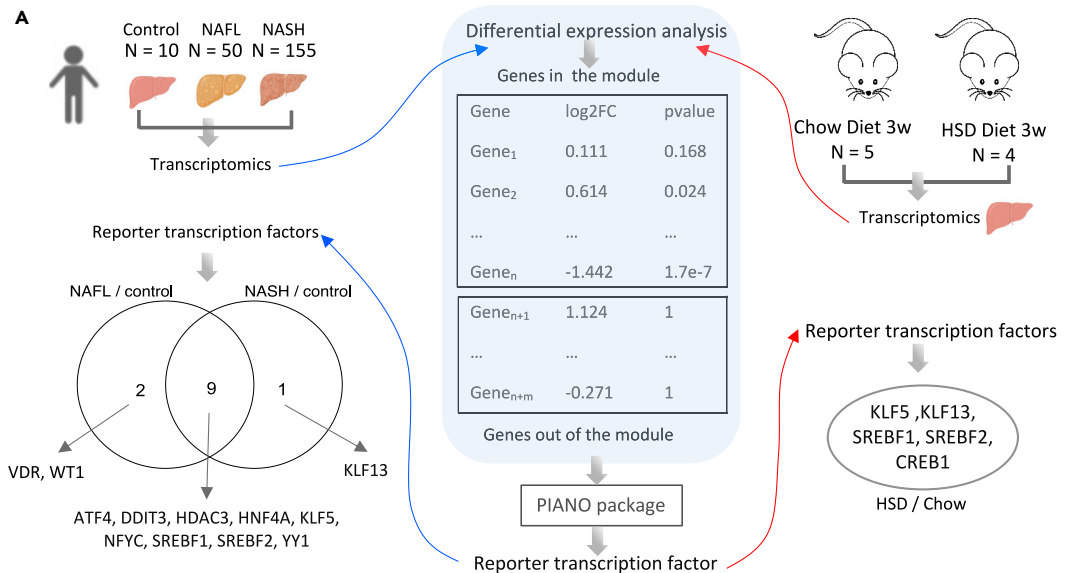 A
Control NAFL NASH
N = 10 N = 50 N = 155
Transcriptomics
Reporter transcription factors
NAFL / control NASH / control
2 9 1
VDR, WT1
KLF13
ATF4, DDIT3, HDAC3, HNF4A, KLF5,
NFYC, SREBF1, SREBF2, YY1
Differential expression analysis
Genes in the module
Gene log2FC pvalue
Gene1 0.111 0.168
Gene2 0.614 0.024
... ... ...
Genen -1.442 1.7e-7
Genen+1 1.124 1
... ... ...
Genen+m -0.271 1
Genes out of the module
PIANO package
Reporter transcription factor
Chow Diet 3w HSD Diet 3w
N = 5 N = 4
Transcriptomics
Reporter transcription factors
KLF5 ,KLF13,
SREBF1, SREBF2,
CREB1
HSD / Chow